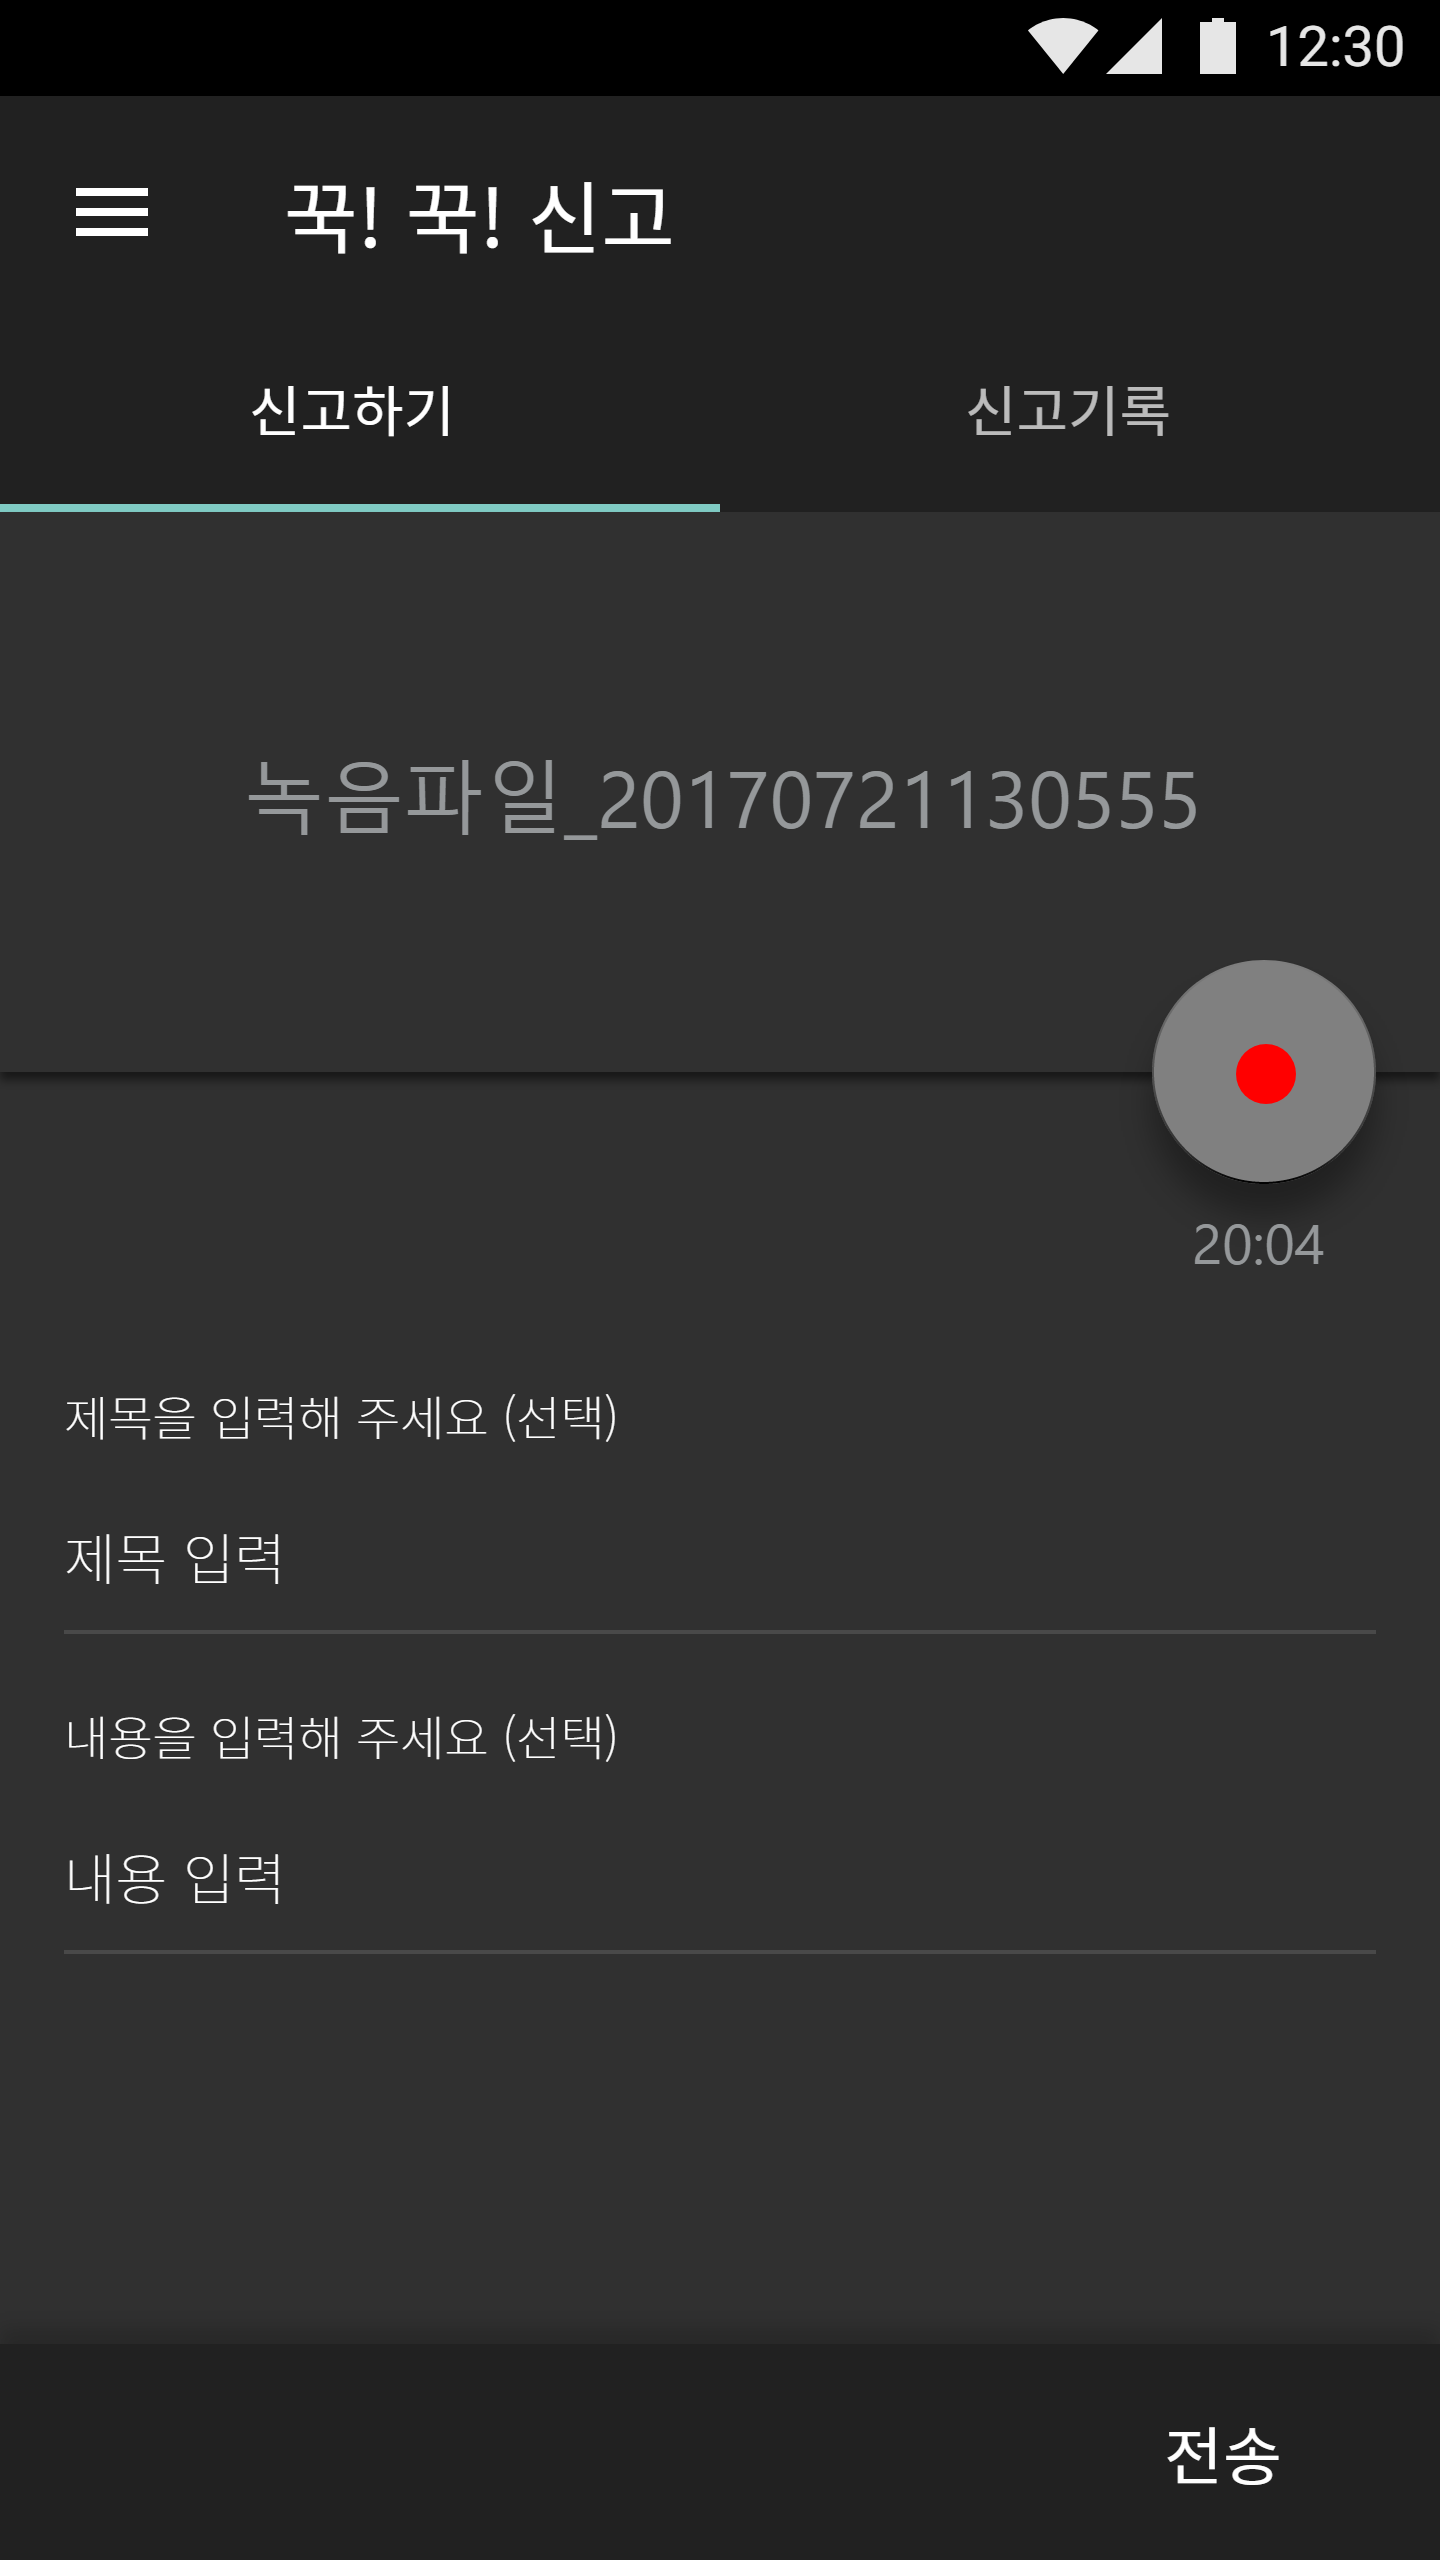 12:30
꾹! 꾹! 신고
신고하기
신고기록
녹음파일_20170721130555
20:04
제목을 입력해 주세요 (선택)
제목 입력
내용을 입력해 주세요 (선택)
내용 입력
전송